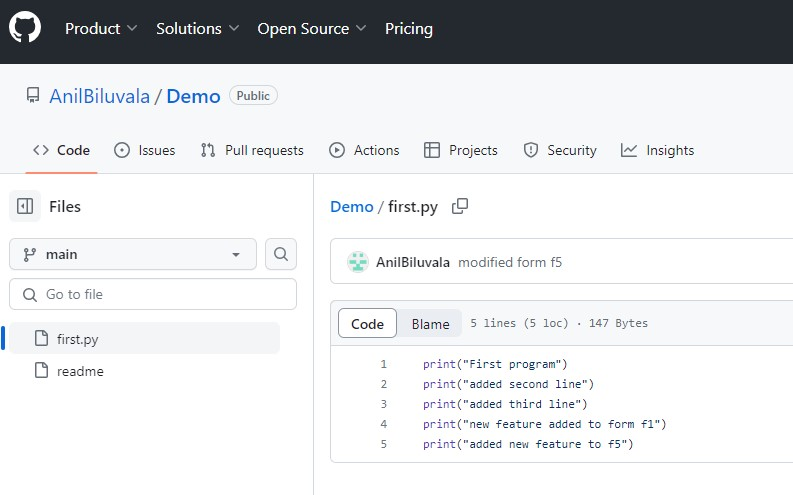 Product Solutions Open Source Pricing
AnilBiluvala / Demo Public
Code Issues Pull requests Actions Projects Security Insights
Files
main
Go to file
first.py
readme
Demo / first.py
AnilBiluvala modified form f5
Code Blame 5 lines (5 loc) · 147 Bytes
1 print("First program")
2 print("added second line")
3 print("added third line")
4 print("new feature added to form f1")
5 print("added new feature to f5")